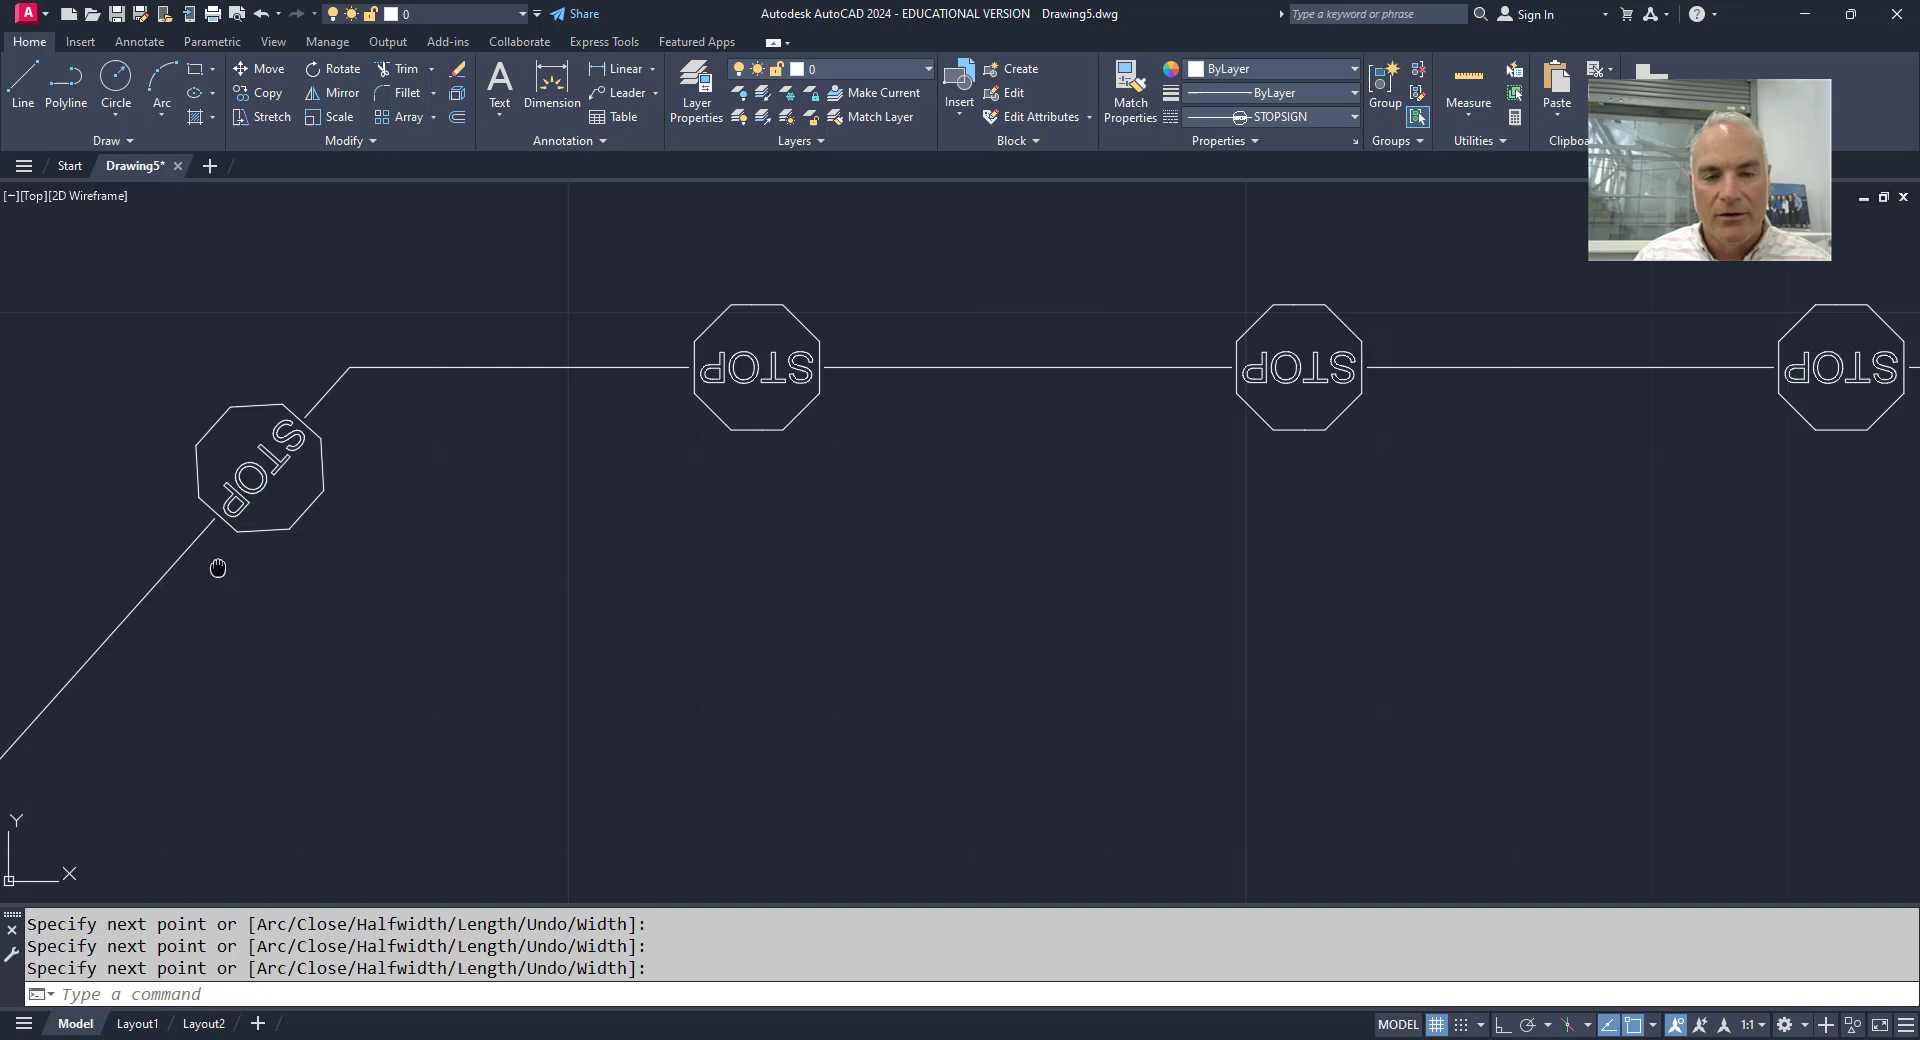 A 0 Share Autodesk AutoCAD 2024 - EDUCATIONAL VERSION Drawing5.dwg Type a keyword or phrase Sign In
Home Insert Annotate Parametric View Manage Output Add-ins Collaborate Express Tools Featured Apps
Move Rotate Trim Linear 0 Create ByLayer
Line Polyline Circle Arc Copy Mirror Fillet Text Dimension Leader Layer Properties Make Current Insert Edit Match Properties ByLayer Group Measure Paste
Stretch Scale Array Table Match Layer Edit Attributes STOPSIGN
Draw Modify Annotation Layers Block Properties Groups Utilities Clipboa
Start Drawing5* +
[−][Top][2D Wireframe]
STOP STOP STOP
STOP
Y
X
Specify next point or [Arc/Close/Halfwidth/Length/Undo/Width]:
Specify next point or [Arc/Close/Halfwidth/Length/Undo/Width]:
Specify next point or [Arc/Close/Halfwidth/Length/Undo/Width]:
Type a command
Model Layout1 Layout2 + MODEL 1:1